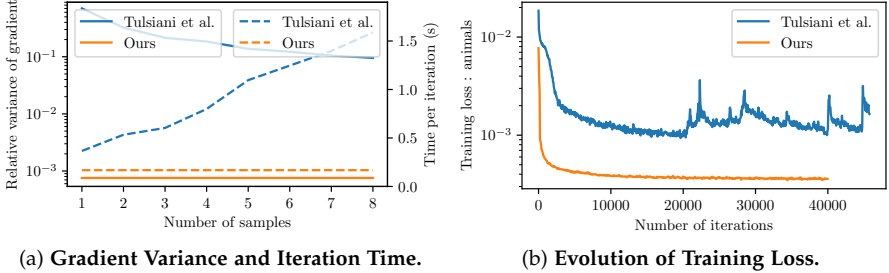 Relative variance of gradient
10⁻¹
10⁻²
10⁻³
Tulsiani et al.
Ours
Tulsiani et al.
Ours
1.5
1.0
0.5
0.0
Time per iteration (s)
1 2 3 4 5 6 7 8
Number of samples
(a) Gradient Variance and Iteration Time.
Training loss : animals
10⁻²
10⁻³
Tulsiani et al.
Ours
0 10000 20000 30000 40000
Number of iterations
(b) Evolution of Training Loss.